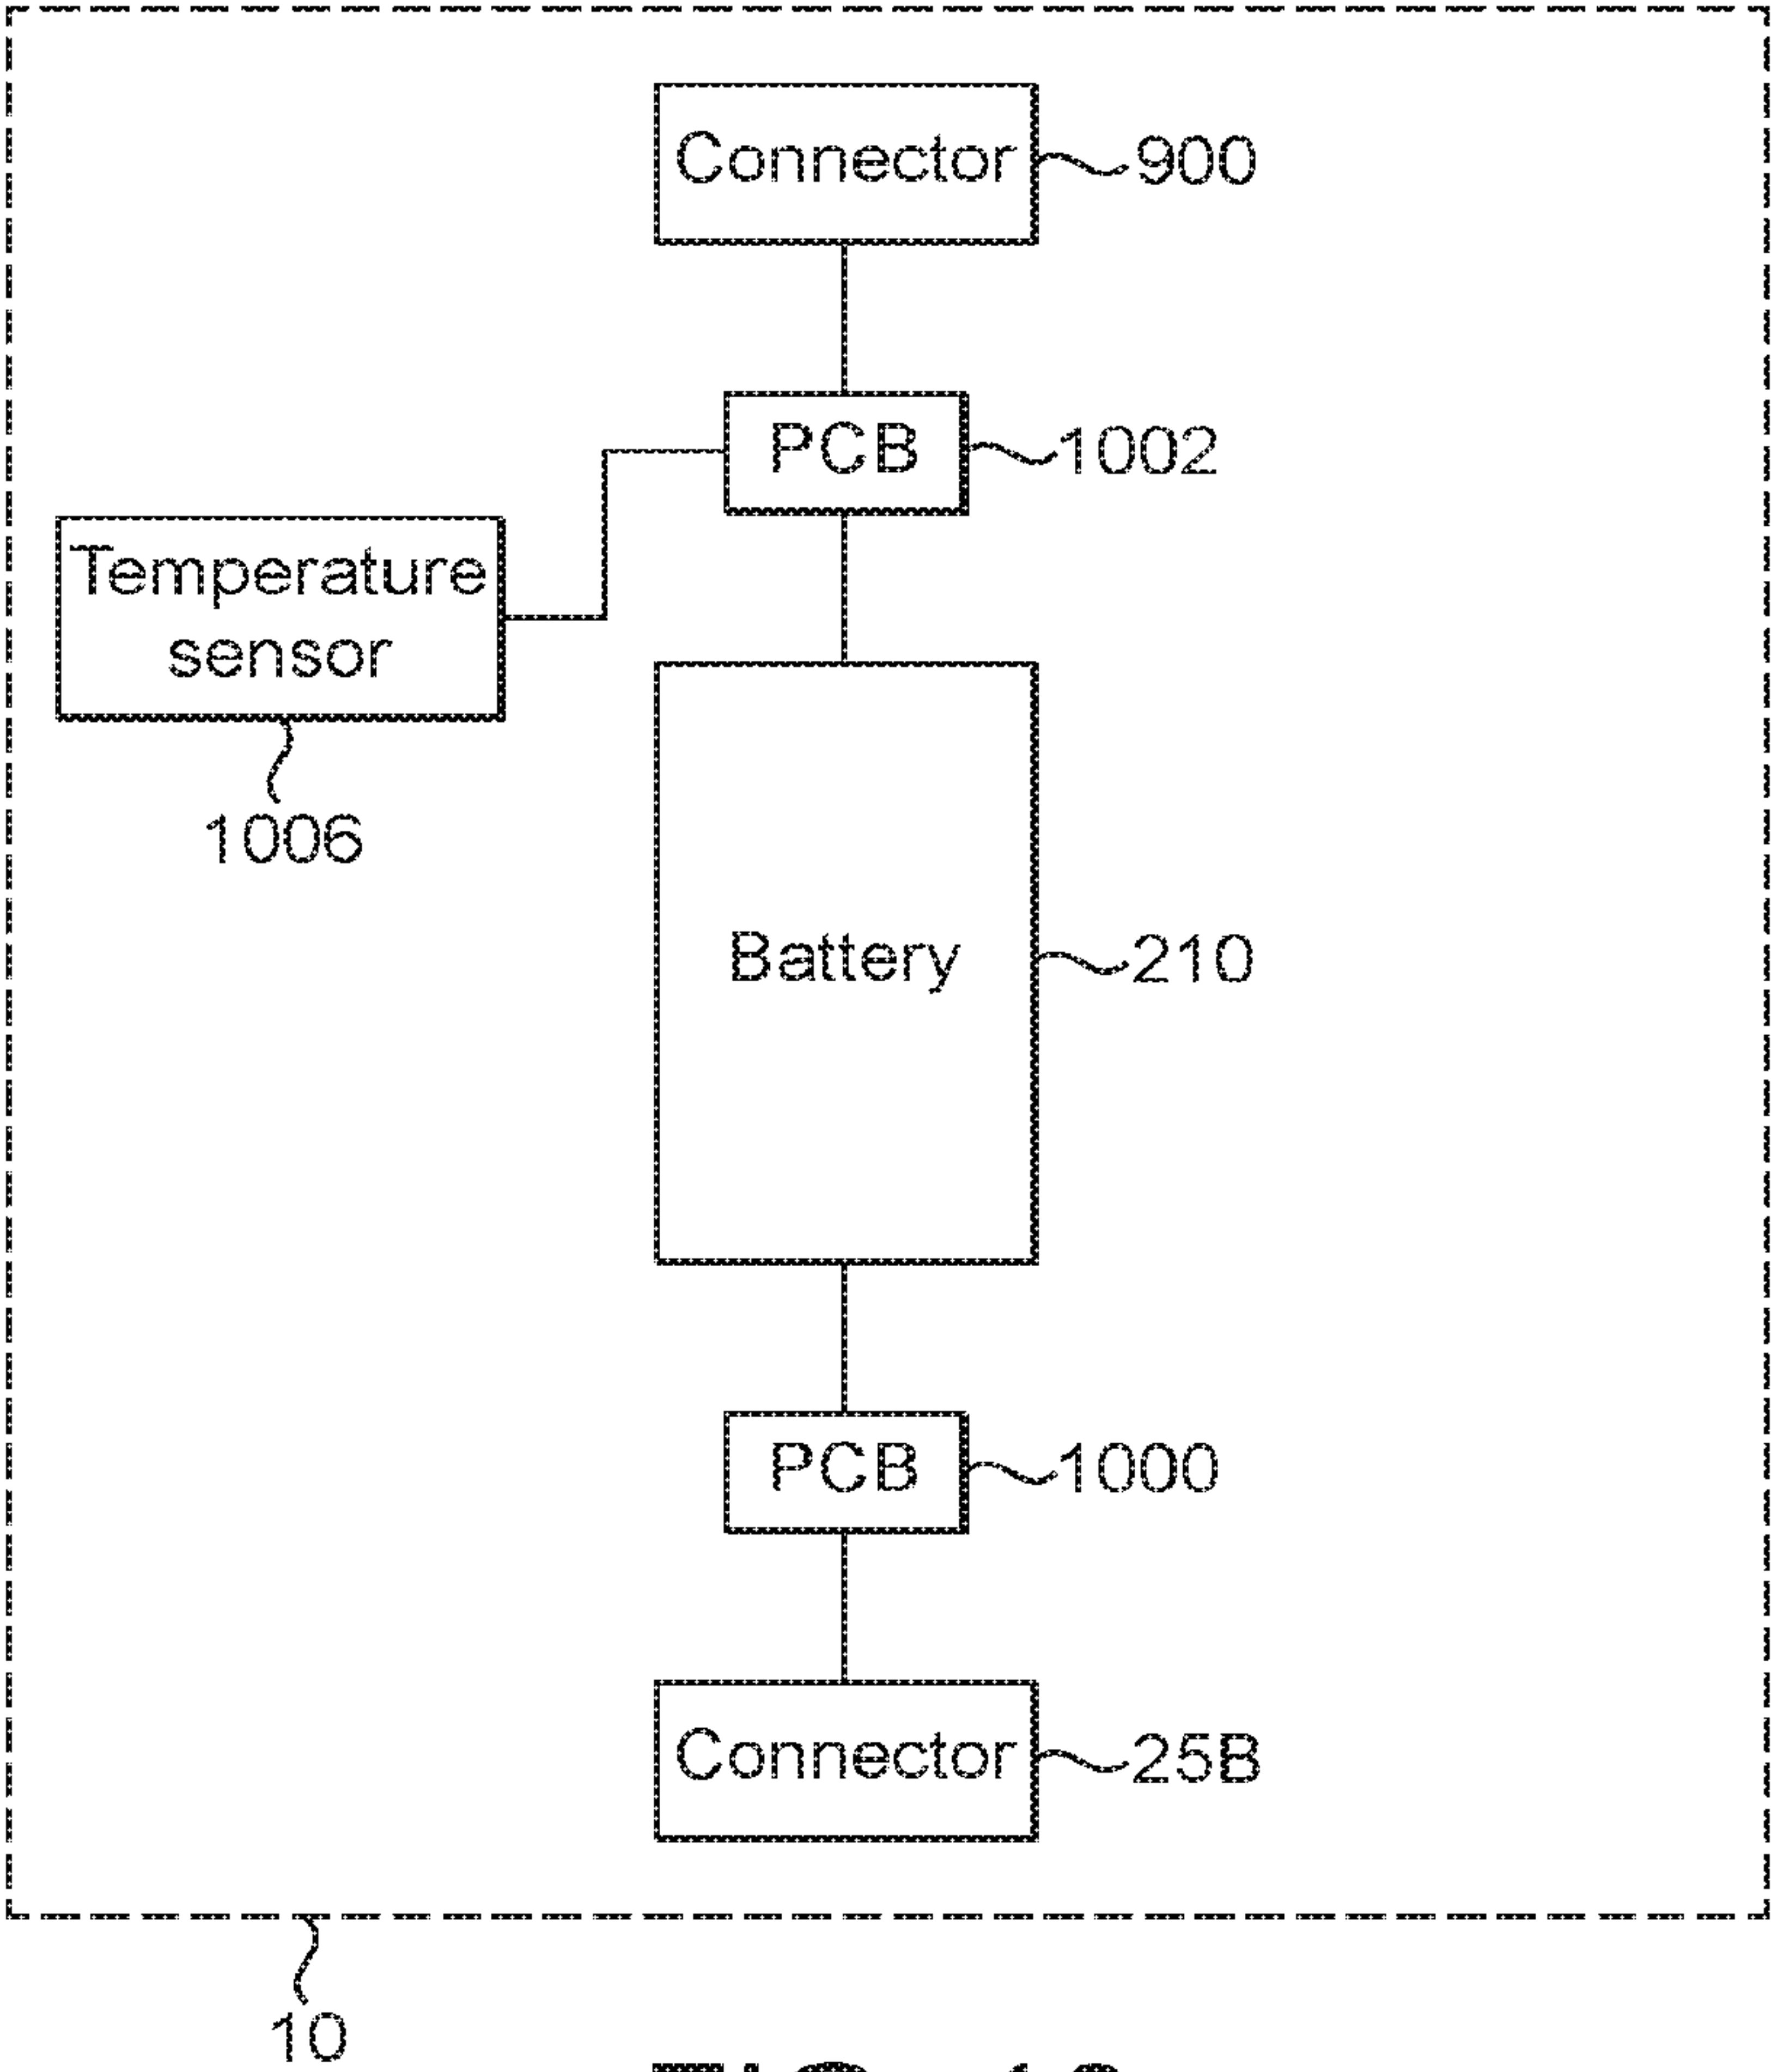 Connector
900
PCB
1002
Temperature
sensor
1006
Battery
210
PCB
1000
Connector
25B
10